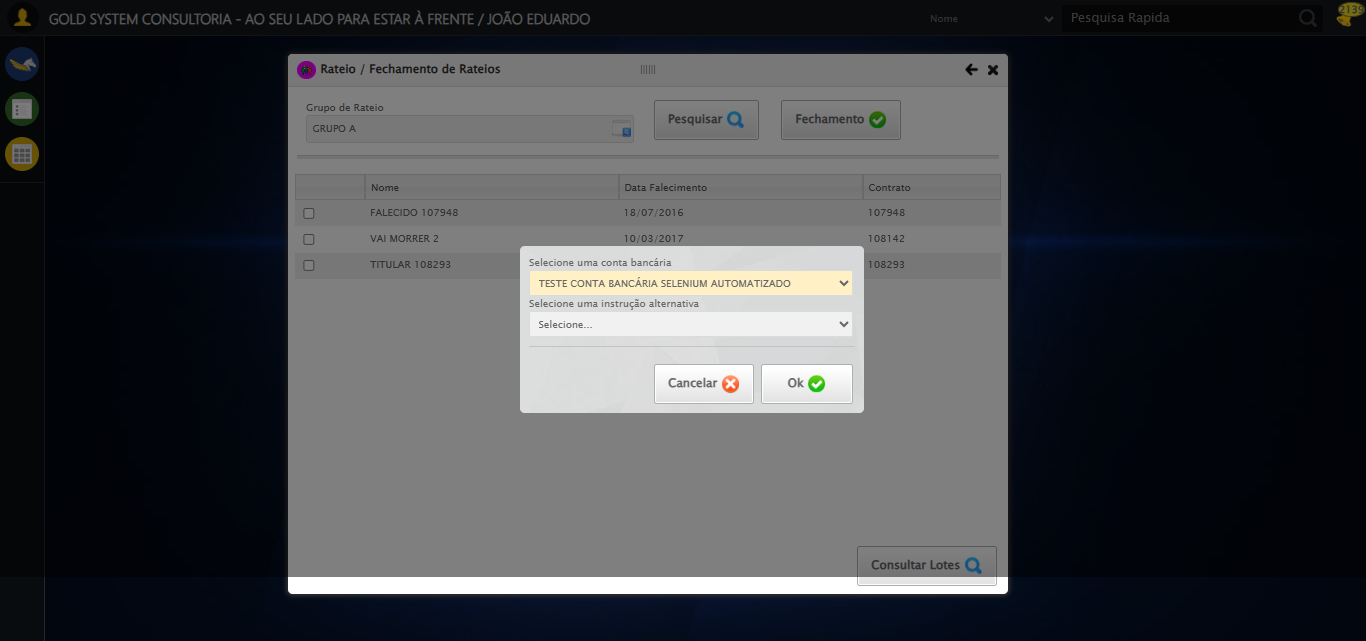 GOLD SYSTEM CONSULTORIA - AO SEU LADO PARA ESTAR À FRENTE / JOÃO EDUARDO
Nome
Pesquisa Rapida
2139
Rateio / Fechamento de Rateios
Grupo de Rateio
GRUPO A
Pesquisar
Fechamento
Nome Data Falecimento Contrato
FALECIDO 107948 18/07/2016 107948
VAI MORRER 2 10/03/2017 108142
TITULAR 108293 108293
Selecione uma conta bancária
TESTE CONTA BANCÁRIA SELENIUM AUTOMATIZADO
Selecione uma instrução alternativa
Selecione...
Cancelar
Ok
Consultar Lotes